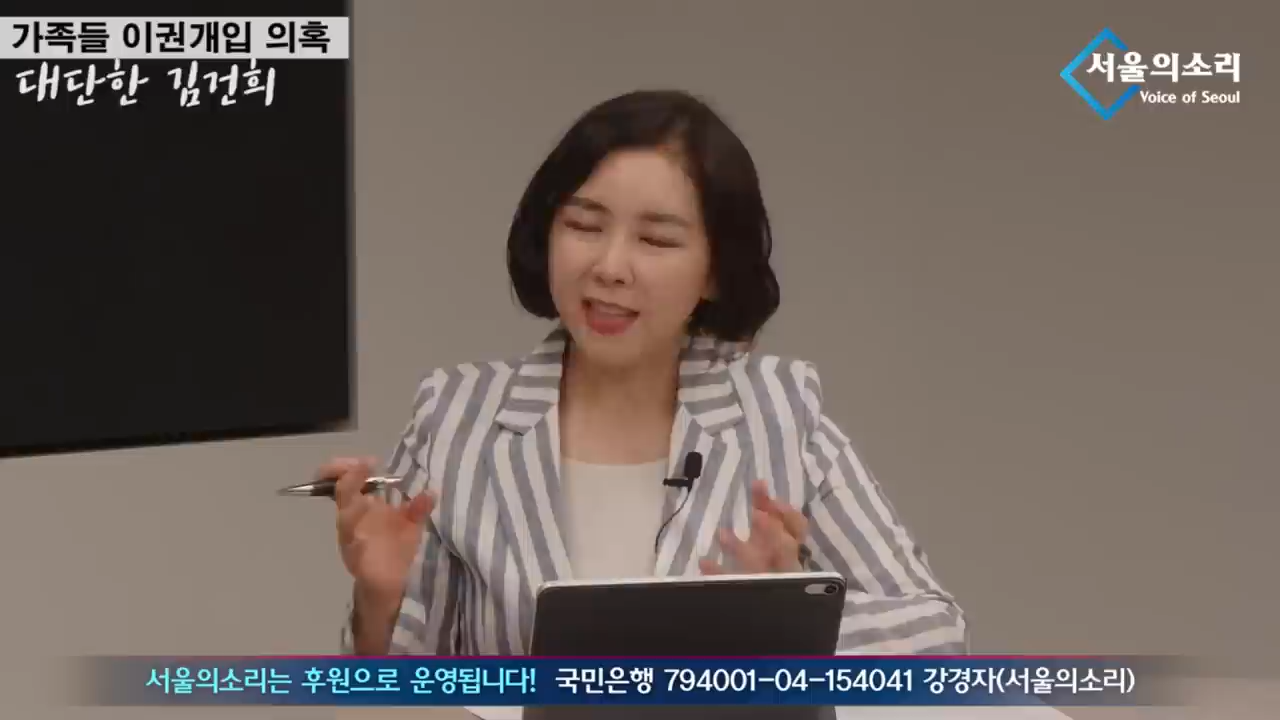 가족들 이권개입 의혹
대단한 김건희
서울의소리
Voice of Seoul
서울의소리는 후원으로 운영됩니다! 국민은행 794001-04-154041 강경자(서울의소리)